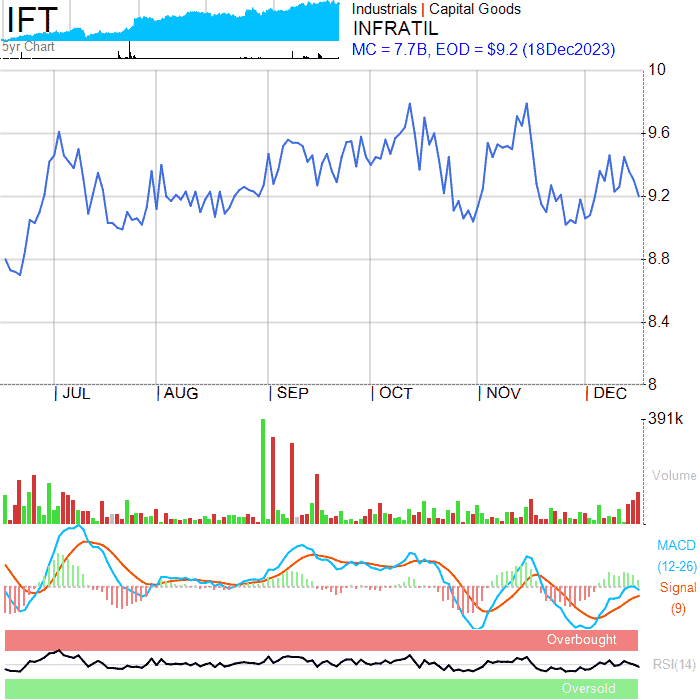 IFT
5yr Chart
Industrials | Capital Goods
INFRATIL
MC = 7.7B, EOD = $9.2 (18Dec2023)
10
9.6
9.2
8.8
8.4
8
| JUL | AUG | SEP | OCT | NOV | DEC
391k
Volume
MACD
(12-26)
Signal
(9)
Overbought
RSI(14)
Oversold